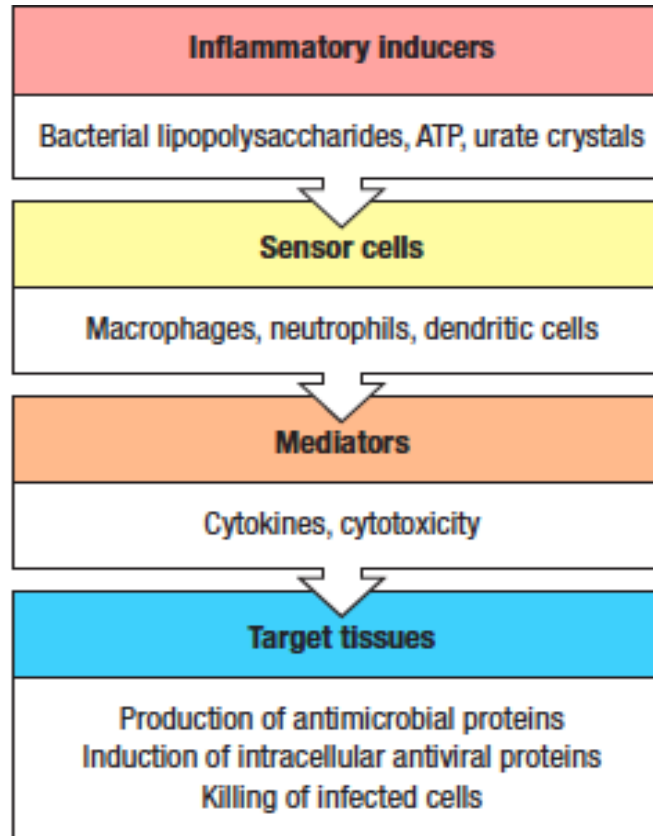 Inflammatory inducers
Bacterial lipopolysaccharides, ATP, urate crystals
Sensor cells
Macrophages, neutrophils, dendritic cells
Mediators
Cytokines, cytotoxicity
Target tissues
Production of antimicrobial proteins
Induction of intracellular antiviral proteins
Killing of infected cells